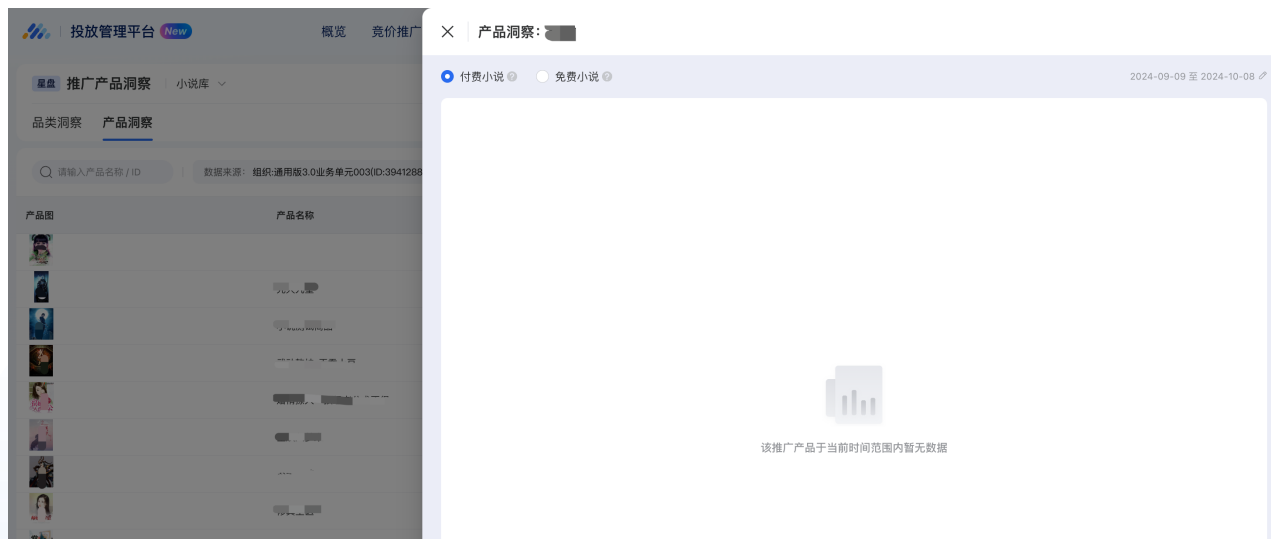 投放管理平台 New 概览 竞价推广
产品洞察:
付费小说 免费小说 2024-09-09 至 2024-10-08
星盘 推广产品洞察 小说库
品类洞察 产品洞察
请输入产品名称 / ID 数据来源: 组织:通用版3.0业务单元003(ID:3941288
产品图 产品名称
该推广产品于当前时间范围内暂无数据